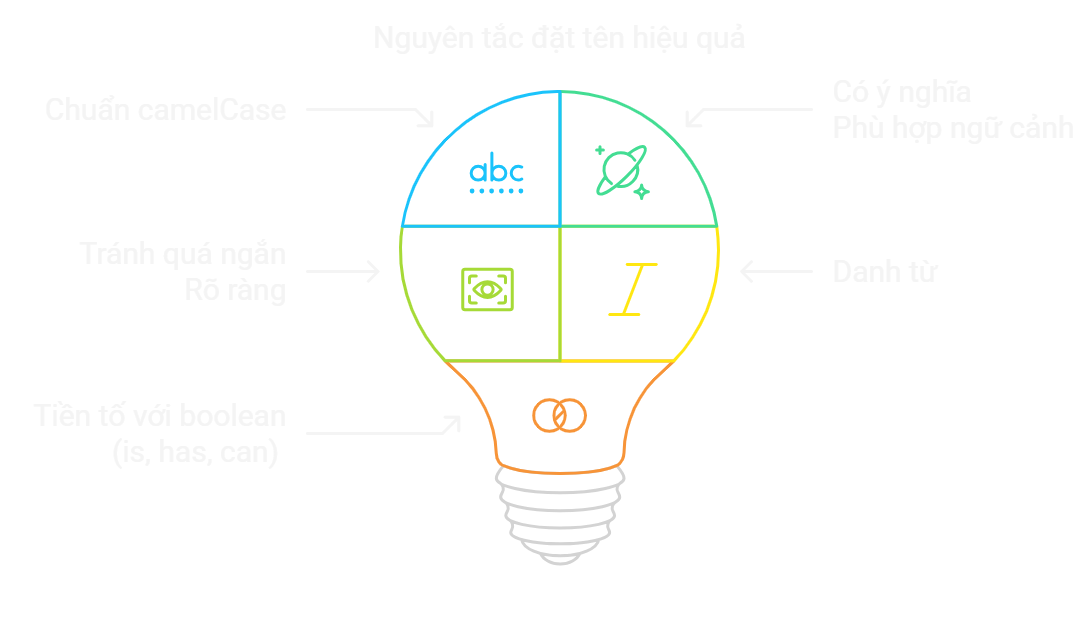 Nguyên tắc đặt tên hiệu quả
Chuẩn camelCase
Có ý nghĩa
Phù hợp ngữ cảnh
abc
Tránh quá ngắn
Rõ ràng
Danh từ
Tiền tố với boolean
(is, has, can)